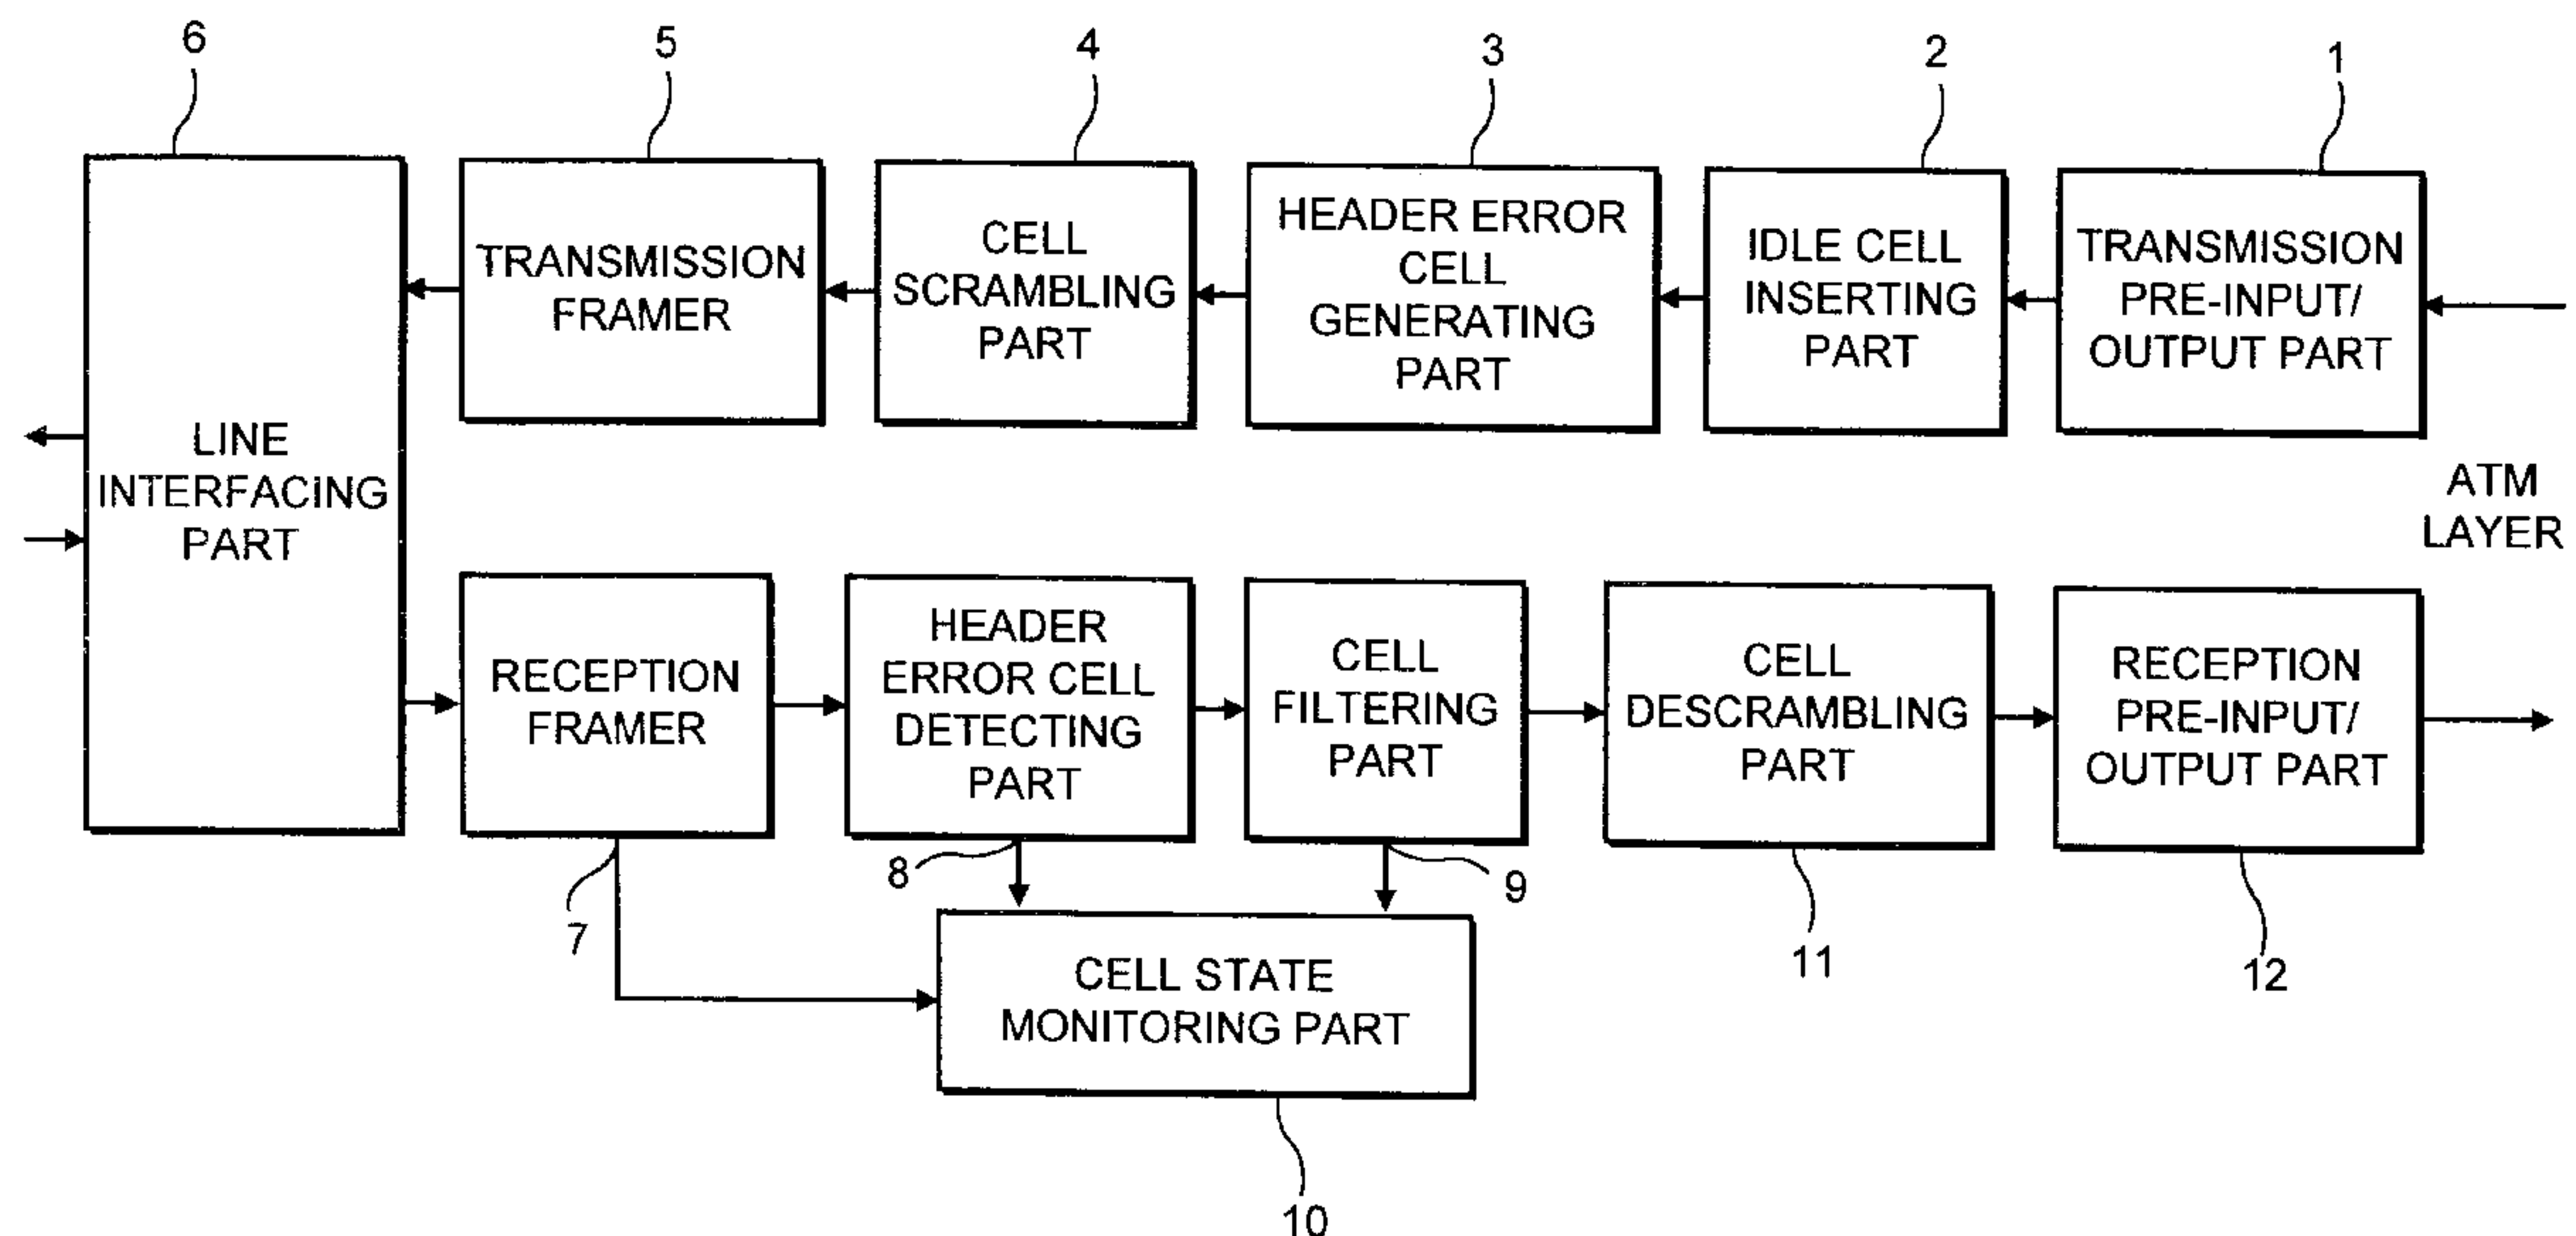 6
5
4
3
2
1
LINE
INTERFACING
PART
TRANSMISSION
FRAMER
CELL
SCRAMBLING
PART
HEADER ERROR
CELL
GENERATING
PART
IDLE CELL
INSERTING
PART
TRANSMISSION
PRE-INPUT/
OUTPUT PART
ATM
LAYER
RECEPTION
FRAMER
HEADER
ERROR CELL
DETECTING
PART
CELL
FILTERING
PART
CELL
DESCRAMBLING
PART
RECEPTION
PRE-INPUT/
OUTPUT PART
7
8
9
11
12
CELL STATE
MONITORING PART
10